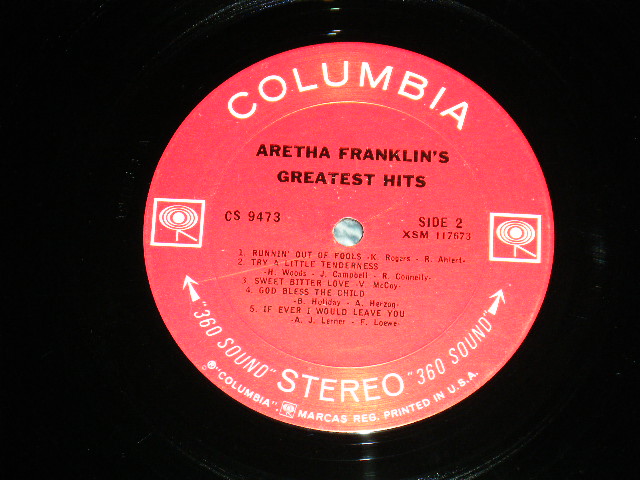 COLUMBIA
ARETHA FRANKLIN'S
GREATEST HITS
CS 9473
SIDE 2
XSM 117673
1. RUNNIN' OUT OF FOOLS -K. Rogers - R. Ahlert-
2. TRY A LITTLE TENDERNESS
-H. Woods - J. Campbell - R. Connelly-
3. SWEET BITTER LOVE -V. McCoy-
4. GOD BLESS THE CHILD
-B. Holiday - A. Herzog-
5. IF EVER I WOULD LEAVE YOU
-A. J. Lerner - F. Loewe-
"360 SOUND" STEREO "360 SOUND"
℗"COLUMBIA", MARCAS REG. PRINTED IN U.S.A.